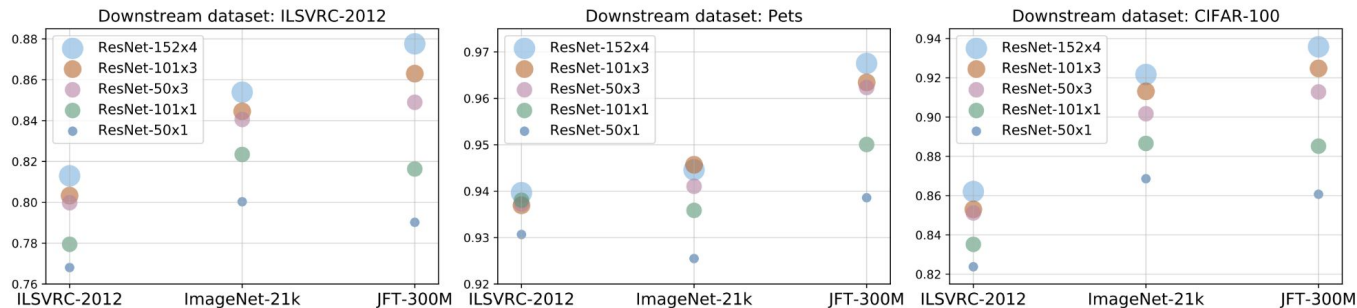 Downstream dataset: ILSVRC-2012
0.88
0.86
0.84
0.82
0.80
0.78
0.76
ResNet-152x4
ResNet-101x3
ResNet-50x3
ResNet-101x1
ResNet-50x1
ILSVRC-2012 ImageNet-21k JFT-300M
Downstream dataset: Pets
0.97
0.96
0.95
0.94
0.93
0.92
ResNet-152x4
ResNet-101x3
ResNet-50x3
ResNet-101x1
ResNet-50x1
ILSVRC-2012 ImageNet-21k JFT-300M
Downstream dataset: CIFAR-100
0.94
0.92
0.90
0.88
0.86
0.84
0.82
ResNet-152x4
ResNet-101x3
ResNet-50x3
ResNet-101x1
ResNet-50x1
ILSVRC-2012 ImageNet-21k JFT-300M